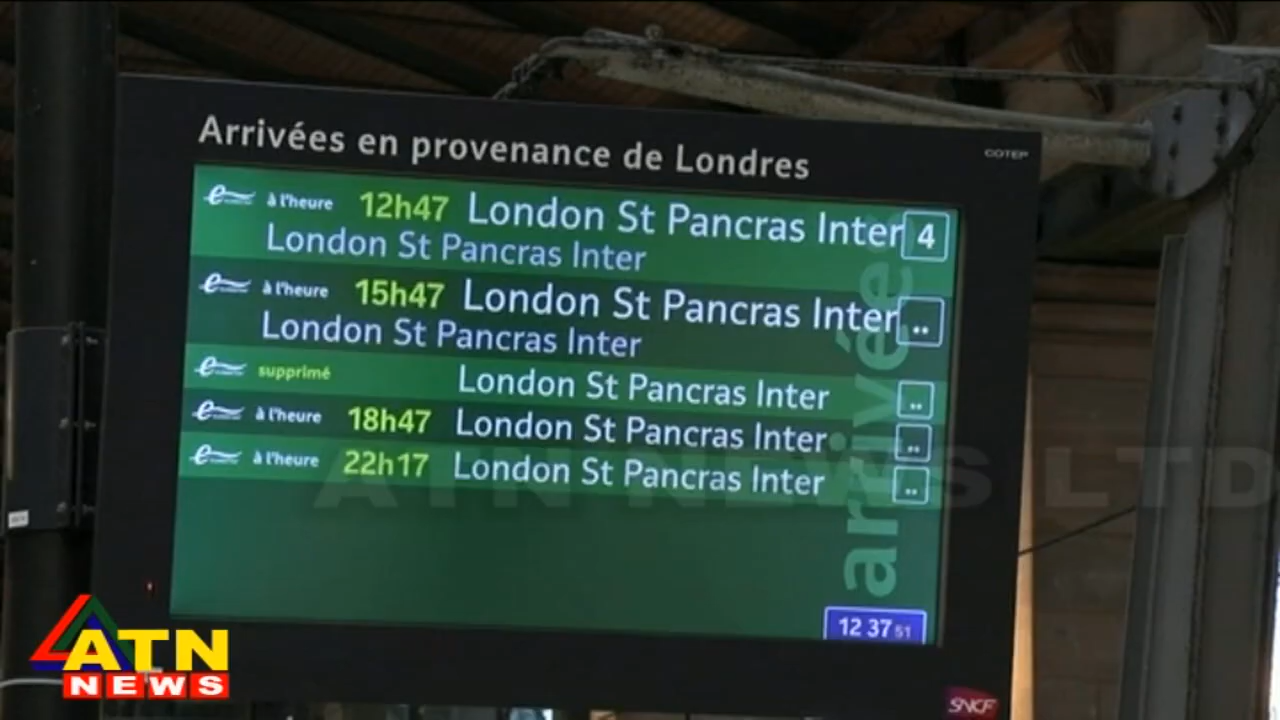 Arrivées en provenance de Londres
COTEP
à l'heure 12h47 London St Pancras Inter 4
London St Pancras Inter
à l'heure 15h47 London St Pancras Inter ..
London St Pancras Inter
supprimé London St Pancras Inter ..
à l'heure 18h47 London St Pancras Inter ..
à l'heure 22h17 London St Pancras Inter ..
arrivées
12 37 51
SNCF
ATN NEWS LTD
ATN
NEWS